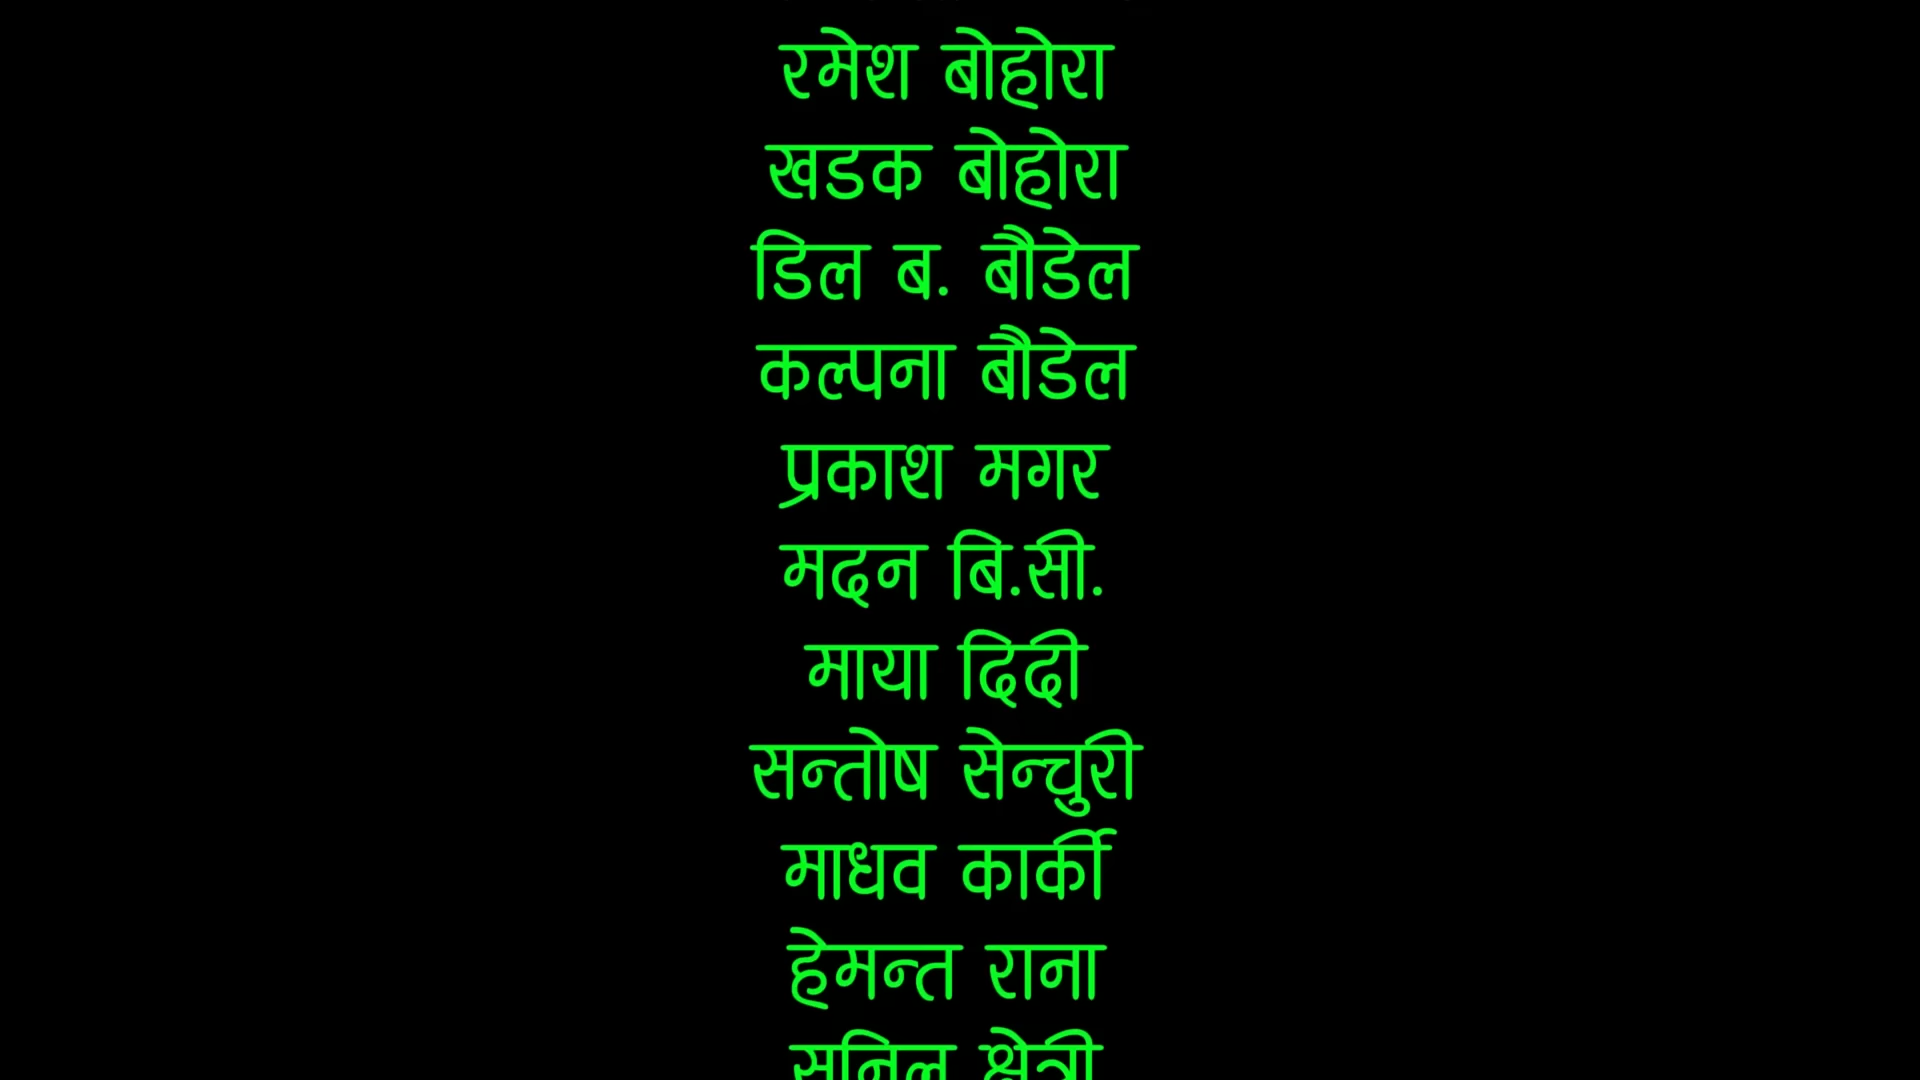 रमेश बोहोरा
खडक बोहोरा
डिल ब. बौडेल
कल्पना बौडेल
प्रकाश मगर
मदन बि.सी.
माया दिदी
सन्तोष सेन्चुरी
माधव कार्की
हेमन्त राना
क्षेत्री